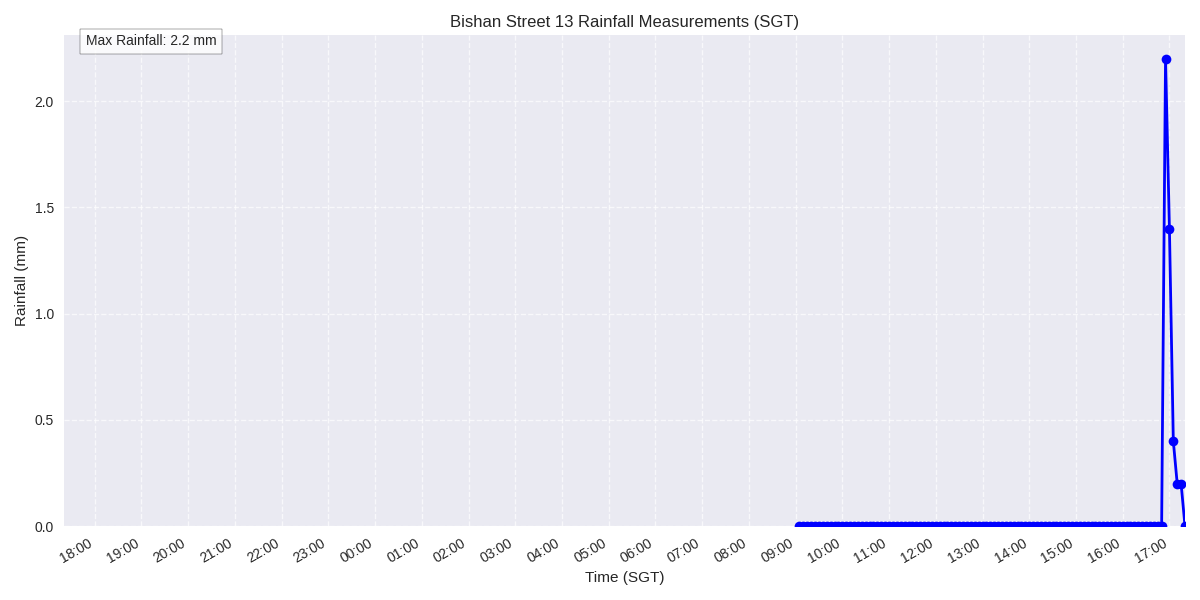 Bishan Street 13 Rainfall Measurements (SGT)
Max Rainfall: 2.2 mm
Rainfall (mm)
2.0
1.5
1.0
0.5
0.0
18:00 19:00 20:00 21:00 22:00 23:00 00:00 01:00 02:00 03:00 04:00 05:00 06:00 07:00 08:00 09:00 10:00 11:00 12:00 13:00 14:00 15:00 16:00 17:00
Time (SGT)